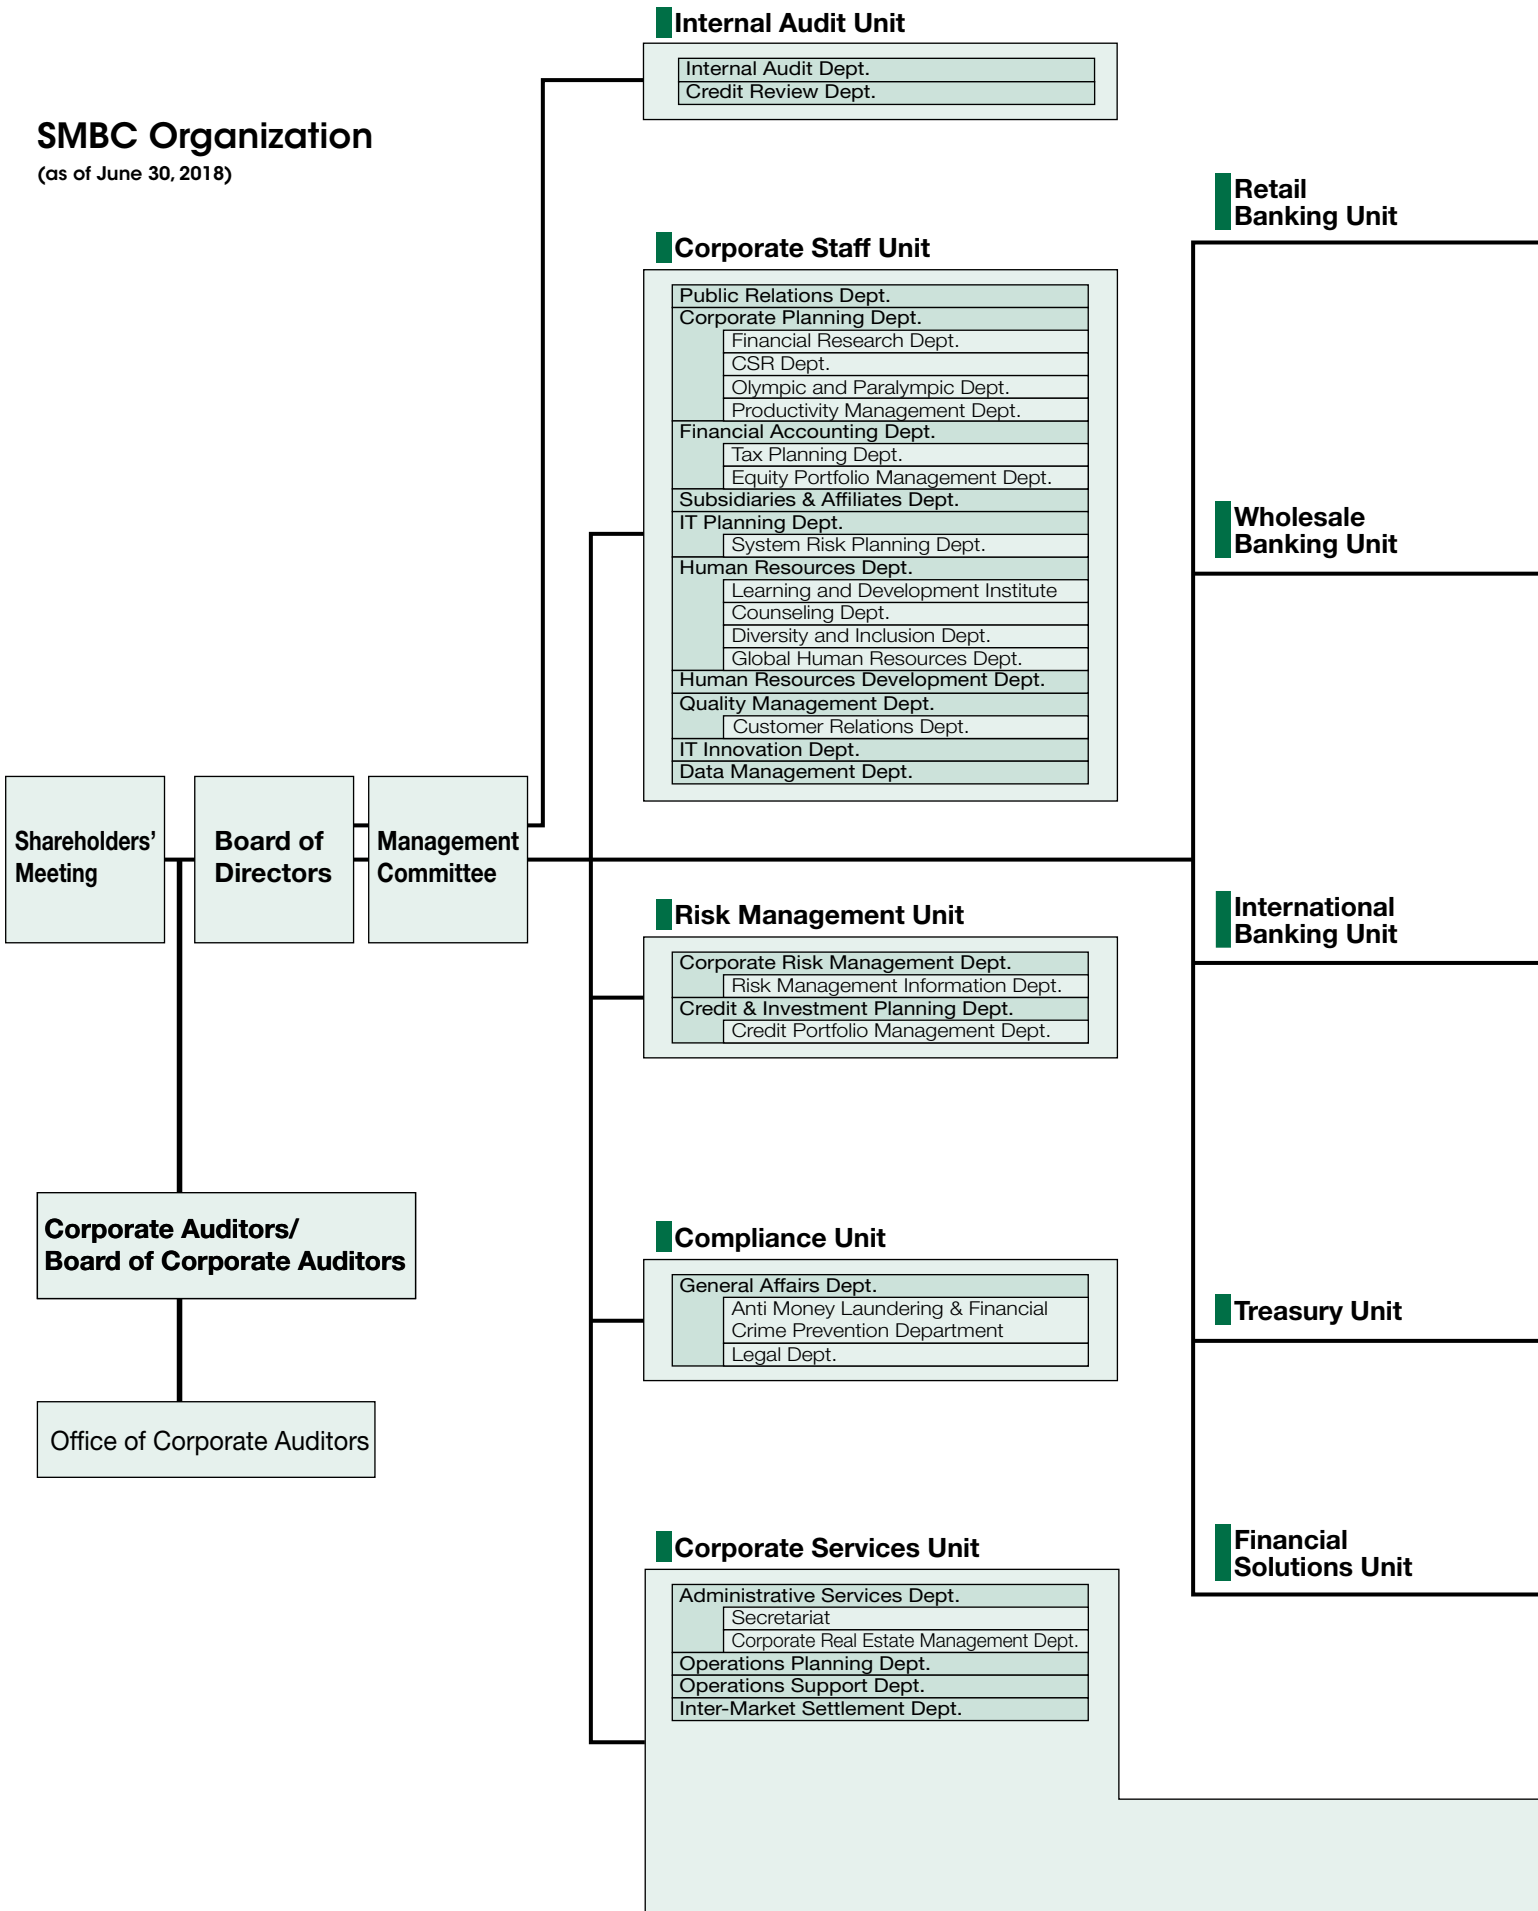 SMBC Organization
(as of June 30, 2018)
Internal Audit Unit
Internal Audit Dept.
Credit Review Dept.
Corporate Staff Unit
Public Relations Dept.
Corporate Planning Dept.
Financial Research Dept.
CSR Dept.
Olympic and Paralympic Dept.
Productivity Management Dept.
Financial Accounting Dept.
Tax Planning Dept.
Equity Portfolio Management Dept.
Subsidiaries & Affiliates Dept.
IT Planning Dept.
System Risk Planning Dept.
Human Resources Dept.
Learning and Development Institute
Counseling Dept.
Diversity and Inclusion Dept.
Global Human Resources Dept.
Human Resources Development Dept.
Quality Management Dept.
Customer Relations Dept.
IT Innovation Dept.
Data Management Dept.
Shareholders'
Meeting
Board of
Directors
Management
Committee
Corporate Auditors/
Board of Corporate Auditors
Office of Corporate Auditors
Risk Management Unit
Corporate Risk Management Dept.
Risk Management Information Dept.
Credit & Investment Planning Dept.
Credit Portfolio Management Dept.
Compliance Unit
General Affairs Dept.
Anti Money Laundering & Financial
Crime Prevention Department
Legal Dept.
Corporate Services Unit
Administrative Services Dept.
Secretariat
Corporate Real Estate Management Dept.
Operations Planning Dept.
Operations Support Dept.
Inter-Market Settlement Dept.
Retail
Banking Unit
Wholesale
Banking Unit
International
Banking Unit
Treasury Unit
Financial
Solutions Unit